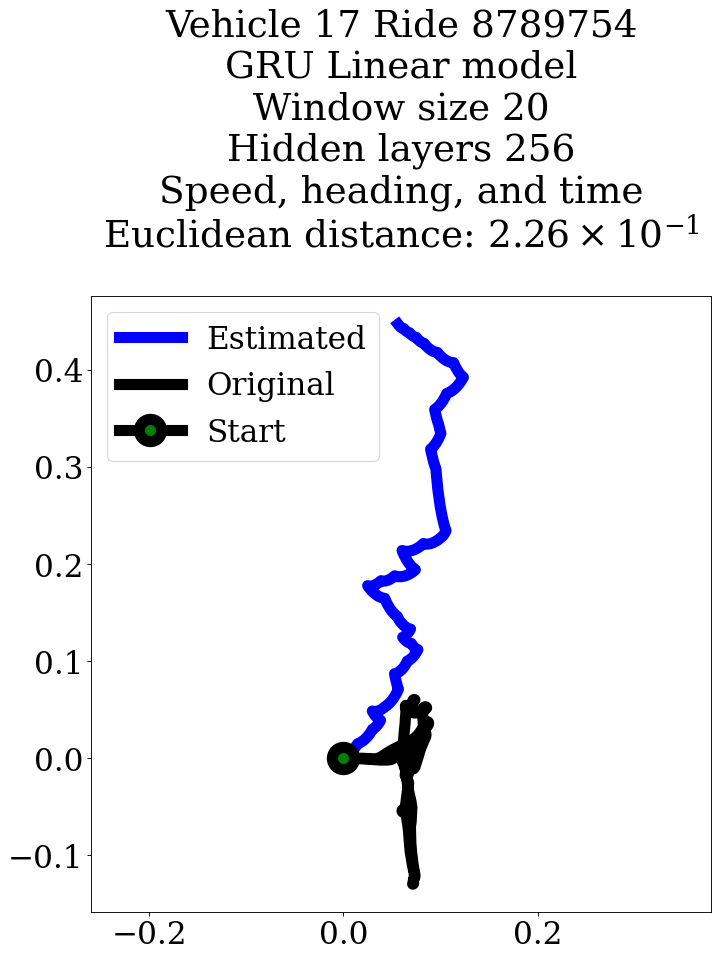 Vehicle 17 Ride 8789754
GRU Linear model
Window size 20
Hidden layers 256
Speed, heading, and time
Euclidean distance: 2.26 × 10⁻¹
Estimated
Original
Start
0.4
0.3
0.2
0.1
0.0
−0.1
−0.2
0.0
0.2